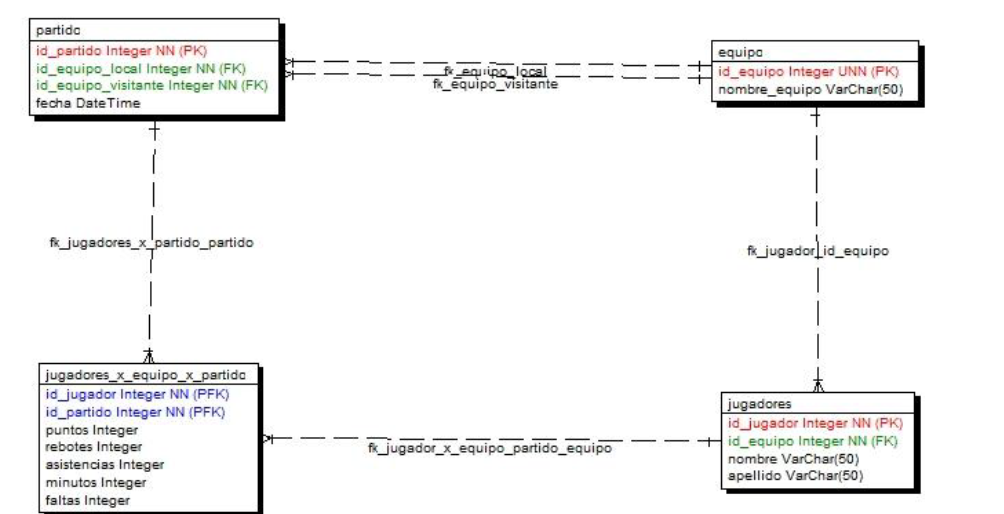 partido
id_partido Integer NN (PK)
id_equipo_local Integer NN (FK)
id_equipo_visitante Integer NN (FK)
fecha DateTime
fk_equipo_local
fk_equipo_visitante
equipo
id_equipo Integer UNN (PK)
nombre_equipo VarChar(50)
fk_jugadores_x_partido_partido
fk_jugador_id_equipo
jugadores_x_equipo_x_partido
id_jugador Integer NN (PFK)
id_partido Integer NN (PFK)
puntos Integer
rebotes Integer
asistencias Integer
minutos Integer
faltas Integer
fk_jugador_x_equipo_partido_equipo
jugadores
id_jugador Integer NN (PK)
id_equipo Integer NN (FK)
nombre VarChar(50)
apellido VarChar(50)